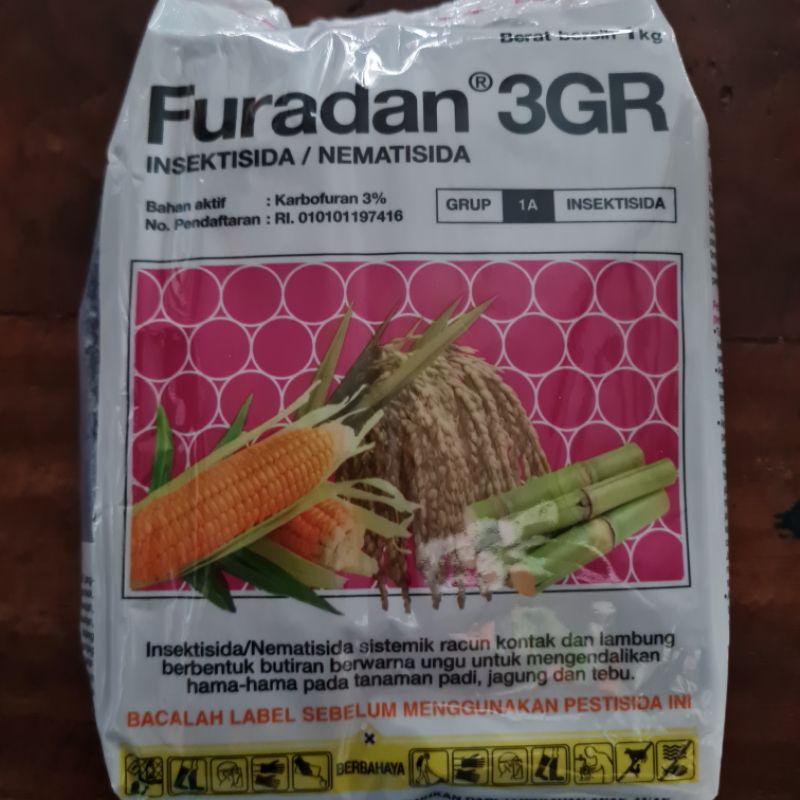 Berat bersih 1kg
Furadan® 3GR
INSEKTISIDA / NEMATISIDA
Bahan aktif : Karbofuran 3%
No. Pendaftaran : RI. 010101197416
GRUP 1A INSEKTISIDA
Insektisida/Nematisida sistemik racun kontak dan lambung
berbentuk butiran berwarna ungu untuk mengendalikan
hama-hama pada tanaman padi, jagung dan tebu.
BACALAH LABEL SEBELUM MENGGUNAKAN PESTISIDA INI
BERBAHAYA